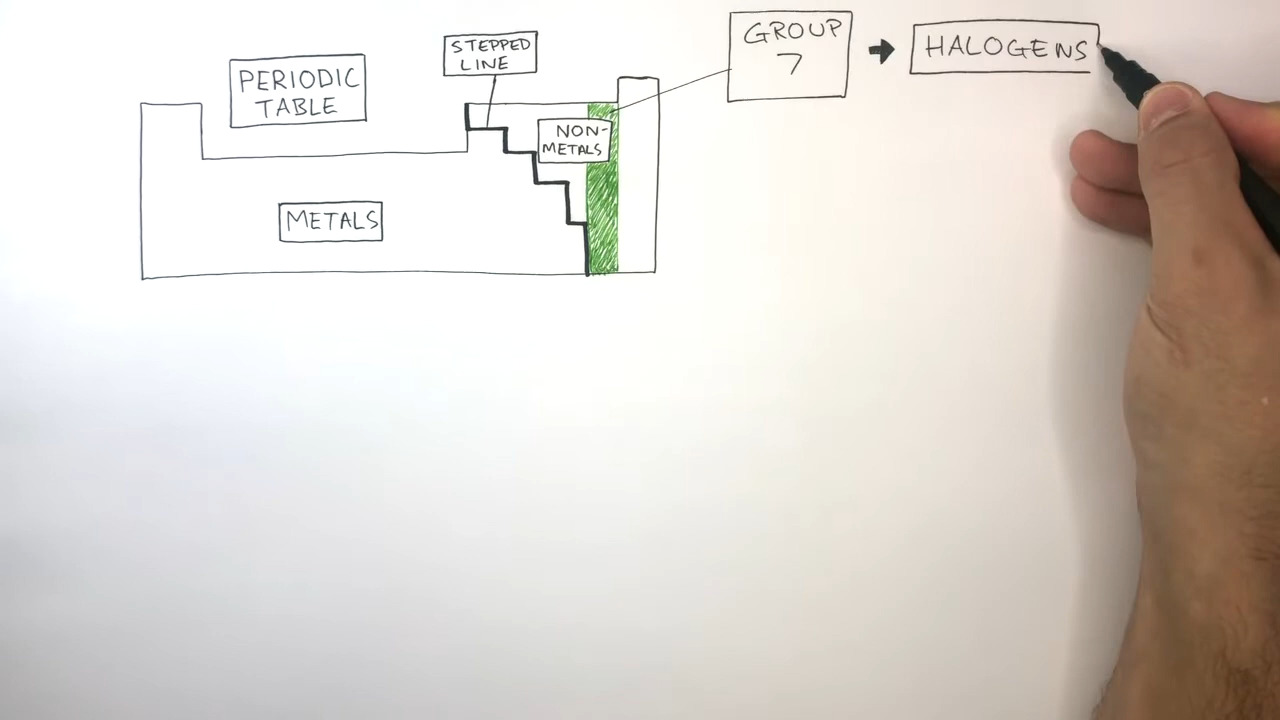 PERIODIC
TABLE
STEPPED
LINE
NON-
METALS
METALS
GROUP
7
HALOGENS